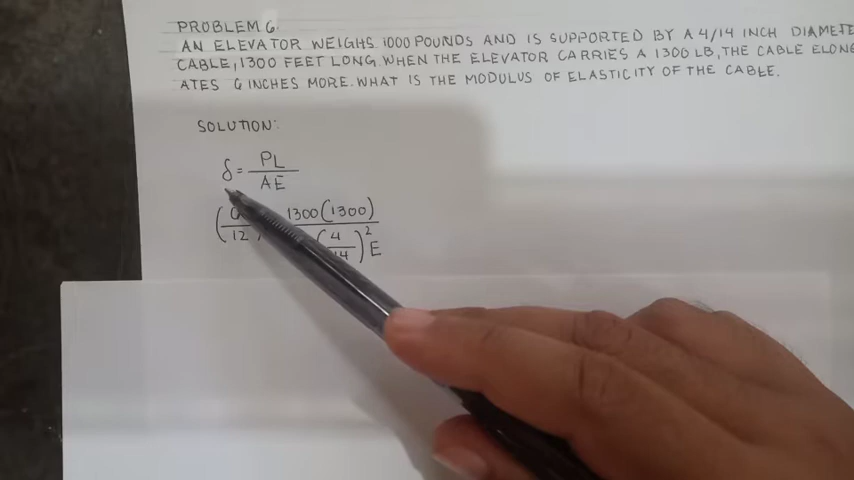 PROBLEM 6:
AN ELEVATOR WEIGHS 1000 POUNDS AND IS SUPPORTED BY A 4/14 INCH DIAMETE
CABLE, 1300 FEET LONG. WHEN THE ELEVATOR CARRIES A 1300 LB, THE CABLE ELONG
ATES 6 INCHES MORE. WHAT IS THE MODULUS OF ELASTICITY OF THE CABLE.
SOLUTION:
δ = PL
AE
( 1300(1300)
12 ( 4 )² E